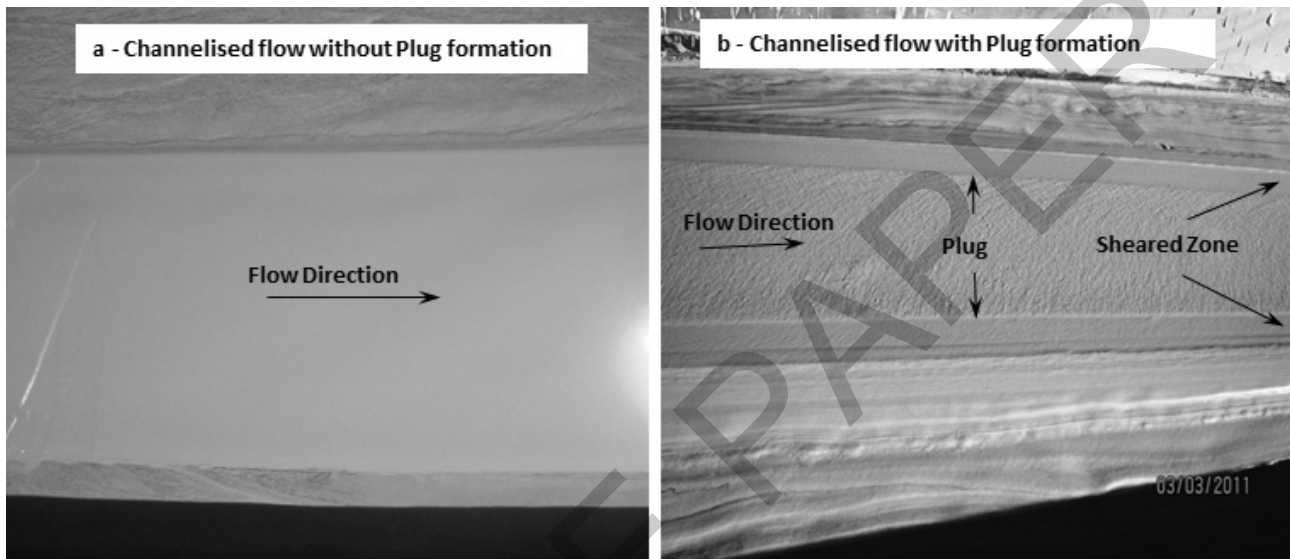 a - Channelised flow without Plug formation
Flow Direction
b - Channelised flow with Plug formation
Flow Direction
Plug
Sheared Zone
03/03/2011
E PAPER